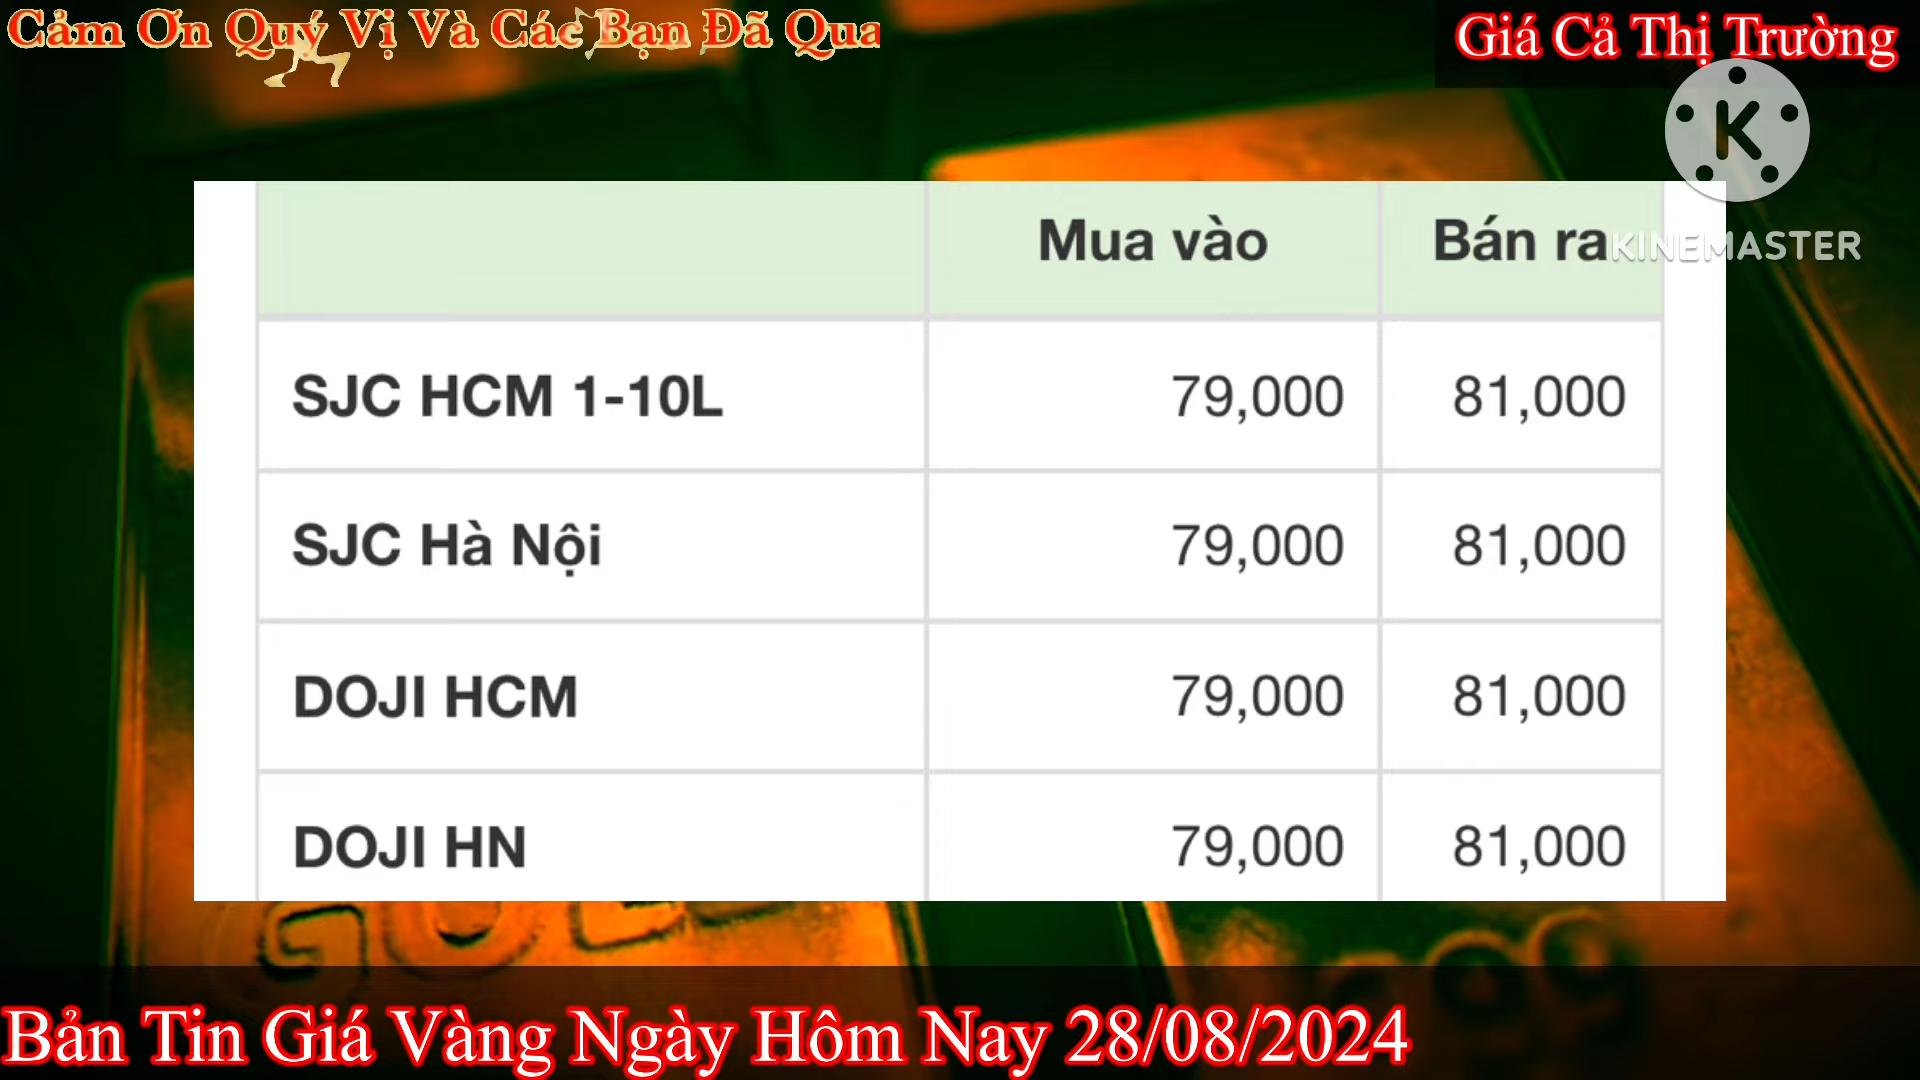 Cảm Ơn Quý Vị Và Các Bạn Đã Qua
Giá Cả Thị Trường
K
KINEMASTER
Mua vào Bán ra
SJC HCM 1-10L 79,000 81,000
SJC Hà Nội 79,000 81,000
DOJI HCM 79,000 81,000
DOJI HN 79,000 81,000
GOLD
999
Bản Tin Giá Vàng Ngày Hôm Nay 28/08/2024